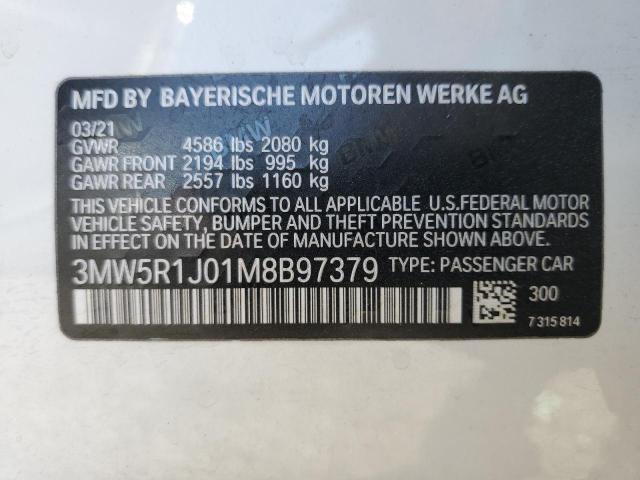 MFD BY BAYERISCHE MOTOREN WERKE AG
03/21
GVWR 4586 lbs 2080 kg
GAWR FRONT 2194 lbs 995 kg
GAWR REAR 2557 lbs 1160 kg
THIS VEHICLE CONFORMS TO ALL APPLICABLE U.S.FEDERAL MOTOR
VEHICLE SAFETY, BUMPER AND THEFT PREVENTION STANDARDS
IN EFFECT ON THE DATE OF MANUFACTURE SHOWN ABOVE.
3MW5R1J01M8B97379 TYPE: PASSENGER CAR
300
7 315 814